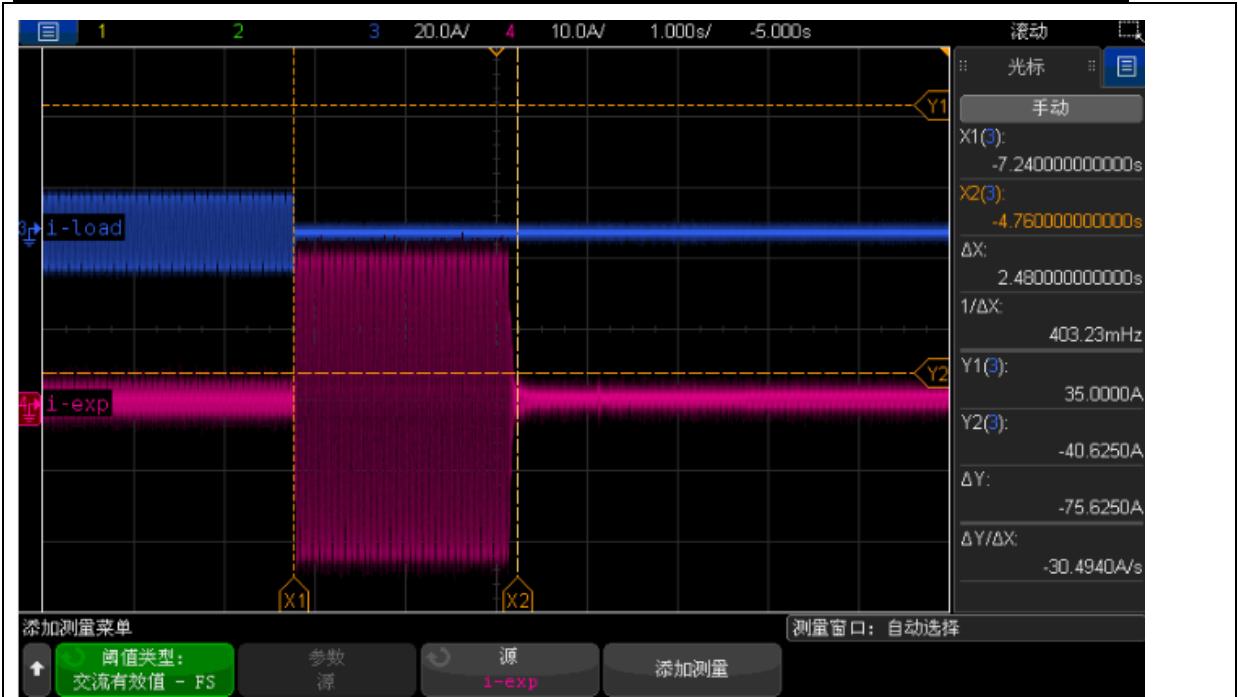 1 2 3 20.0A/ 4 10.0A/ 1.000s/ -5.000s 滚动
光标
手动
Y1
X1(3):
-7.240000000000s
X2(3):
-4.760000000000s
3 i-load
ΔX:
2.480000000000s
1/ΔX:
403.23mHz
Y2
Y1(3):
35.0000A
4 i-exp
Y2(3):
-40.6250A
ΔY:
-75.6250A
ΔY/ΔX:
-30.4940A/s
X1 X2
添加测量菜单 测量窗口: 自动选择
阈值类型: 参数 源 添加测量
交流有效值 - FS 源 i-exp